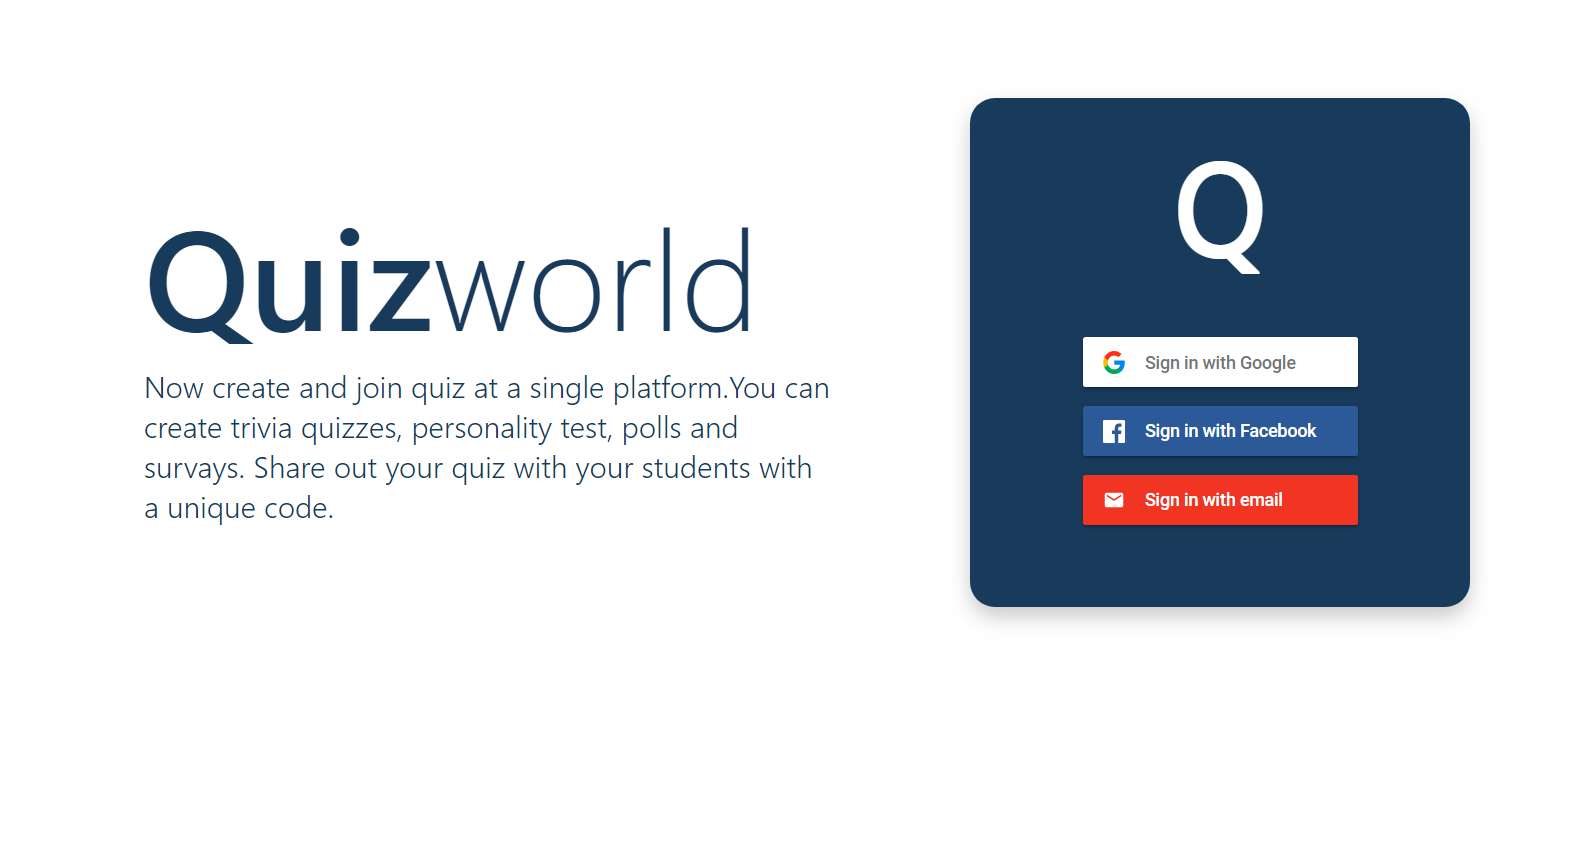 Quizworld
Now create and join quiz at a single platform.You can
create trivia quizzes, personality test, polls and
survays. Share out your quiz with your students with
a unique code.
Q
Sign in with Google
Sign in with Facebook
Sign in with email